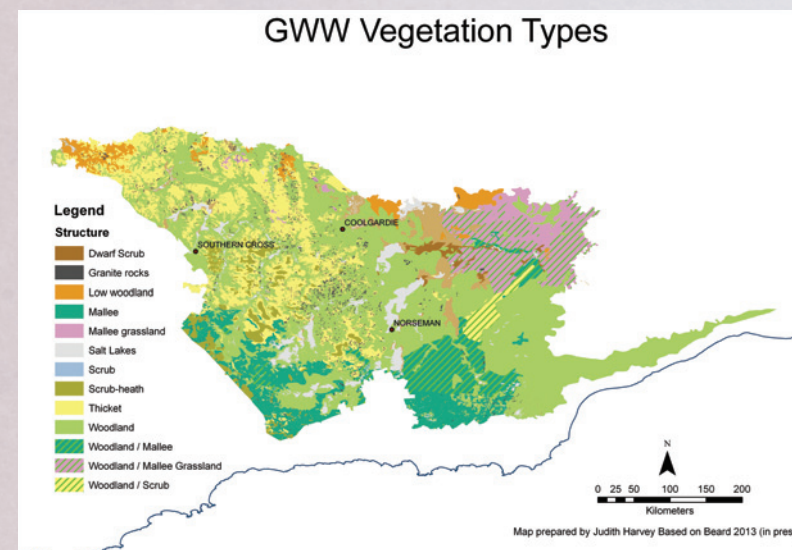 GWW Vegetation Types
COOLGARDIE
SOUTHERN CROSS
NORSEMAN
Legend
Structure
Dwarf Scrub
Granite rocks
Low woodland
Mallee
Mallee grassland
Salt Lakes
Scrub
Scrub-heath
Thicket
Woodland
Woodland / Mallee
Woodland / Mallee Grassland
Woodland / Scrub
N
0 25 50 100 150 200
Kilometers
Map prepared by Judith Harvey Based on Beard 2013 (in pres